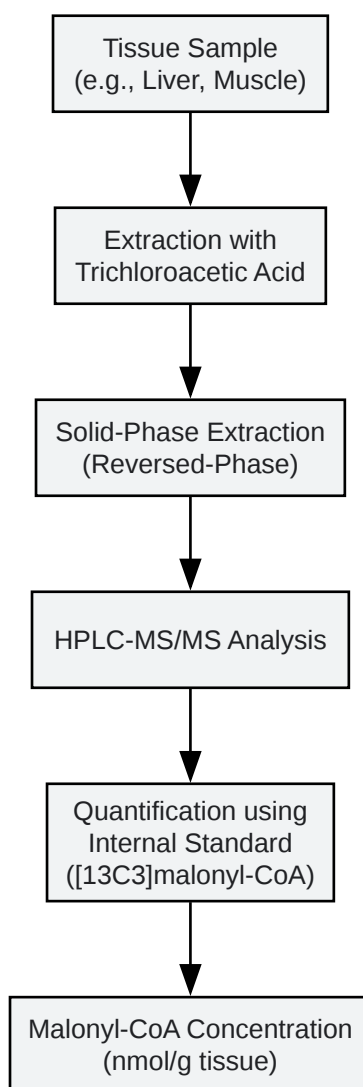 Tissue Sample
(e.g., Liver, Muscle)
Extraction with
Trichloroacetic Acid
Solid-Phase Extraction
(Reversed-Phase)
HPLC-MS/MS Analysis
Quantification using
Internal Standard
([13C3]malonyl-CoA)
Malonyl-CoA Concentration
(nmol/g tissue)